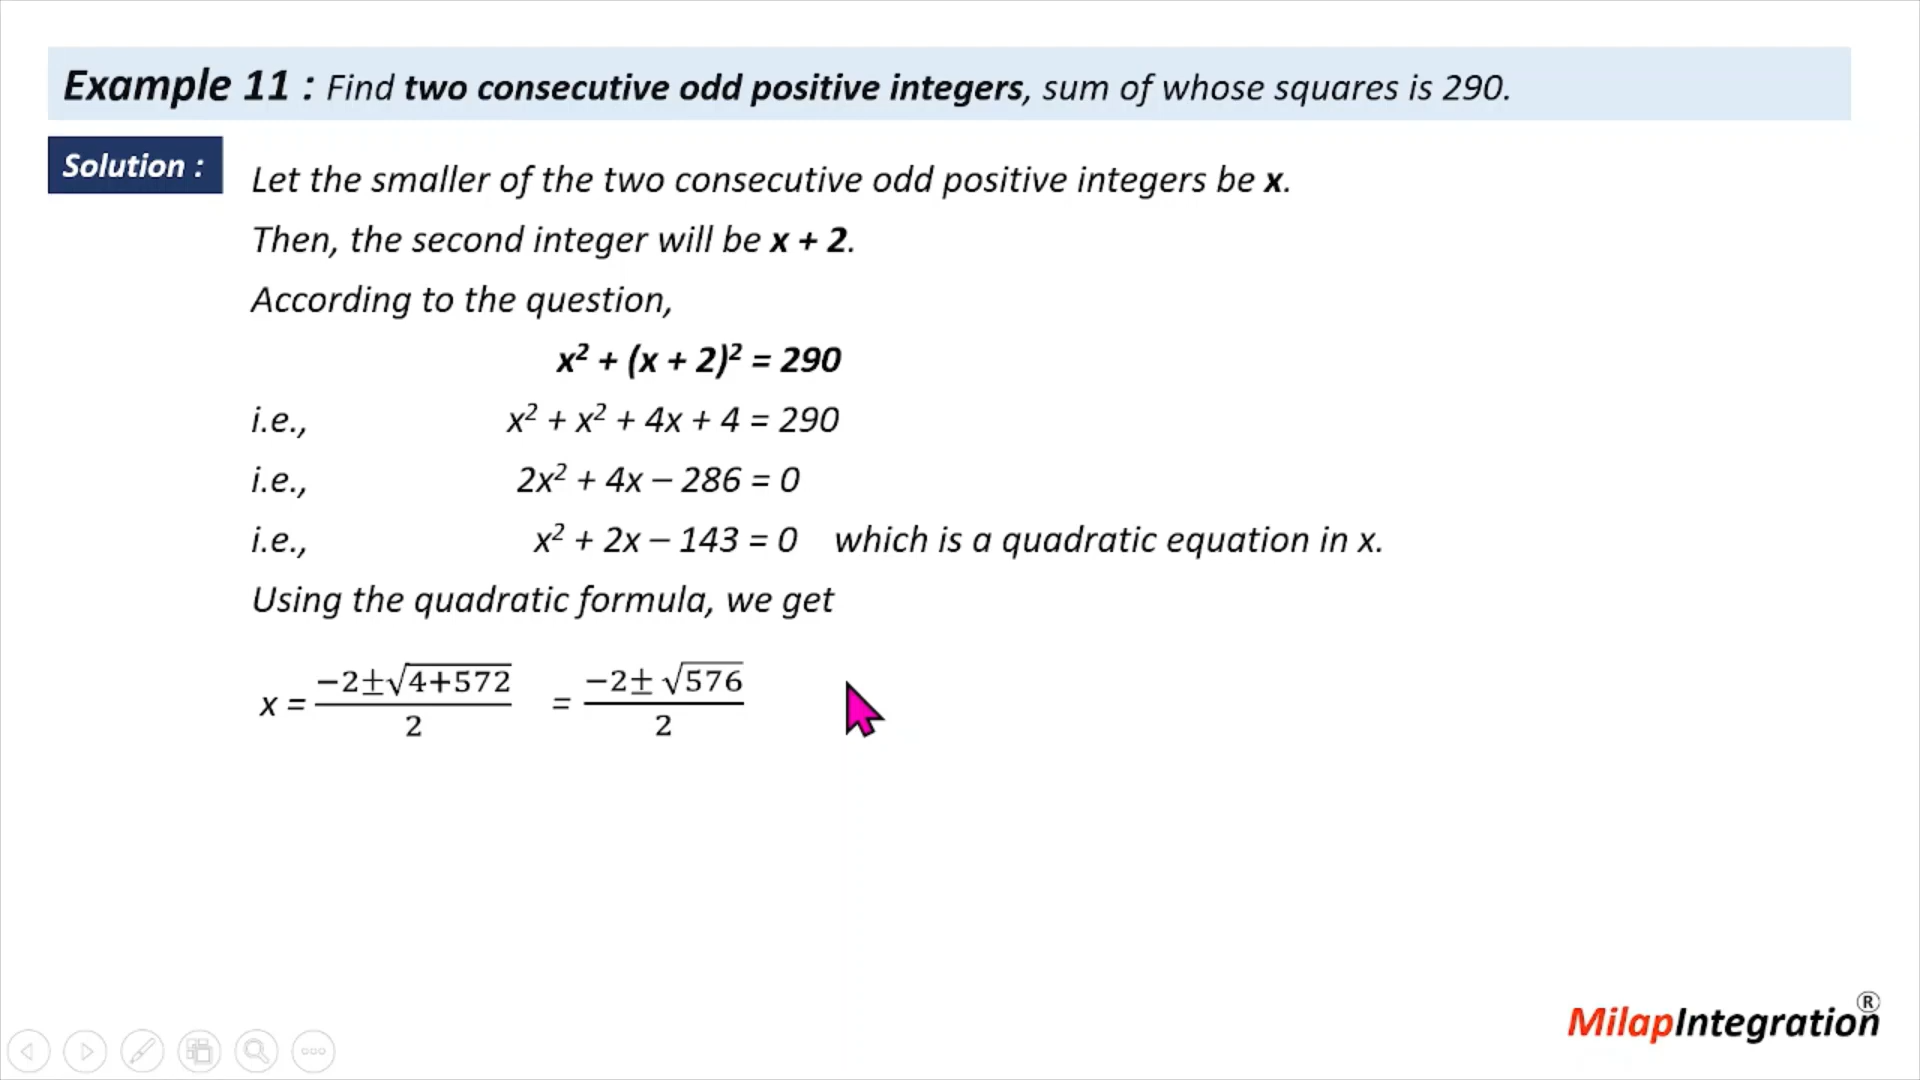 Example 11 : Find two consecutive odd positive integers, sum of whose squares is 290.
Solution :
Let the smaller of the two consecutive odd positive integers be x.
Then, the second integer will be x + 2.
According to the question,
x² + (x + 2)² = 290
i.e., x² + x² + 4x + 4 = 290
i.e., 2x² + 4x – 286 = 0
i.e., x² + 2x – 143 = 0 which is a quadratic equation in x.
Using the quadratic formula, we get
x = (−2±√(4+572))/2 = (−2± √576)/2
MilapIntegration®